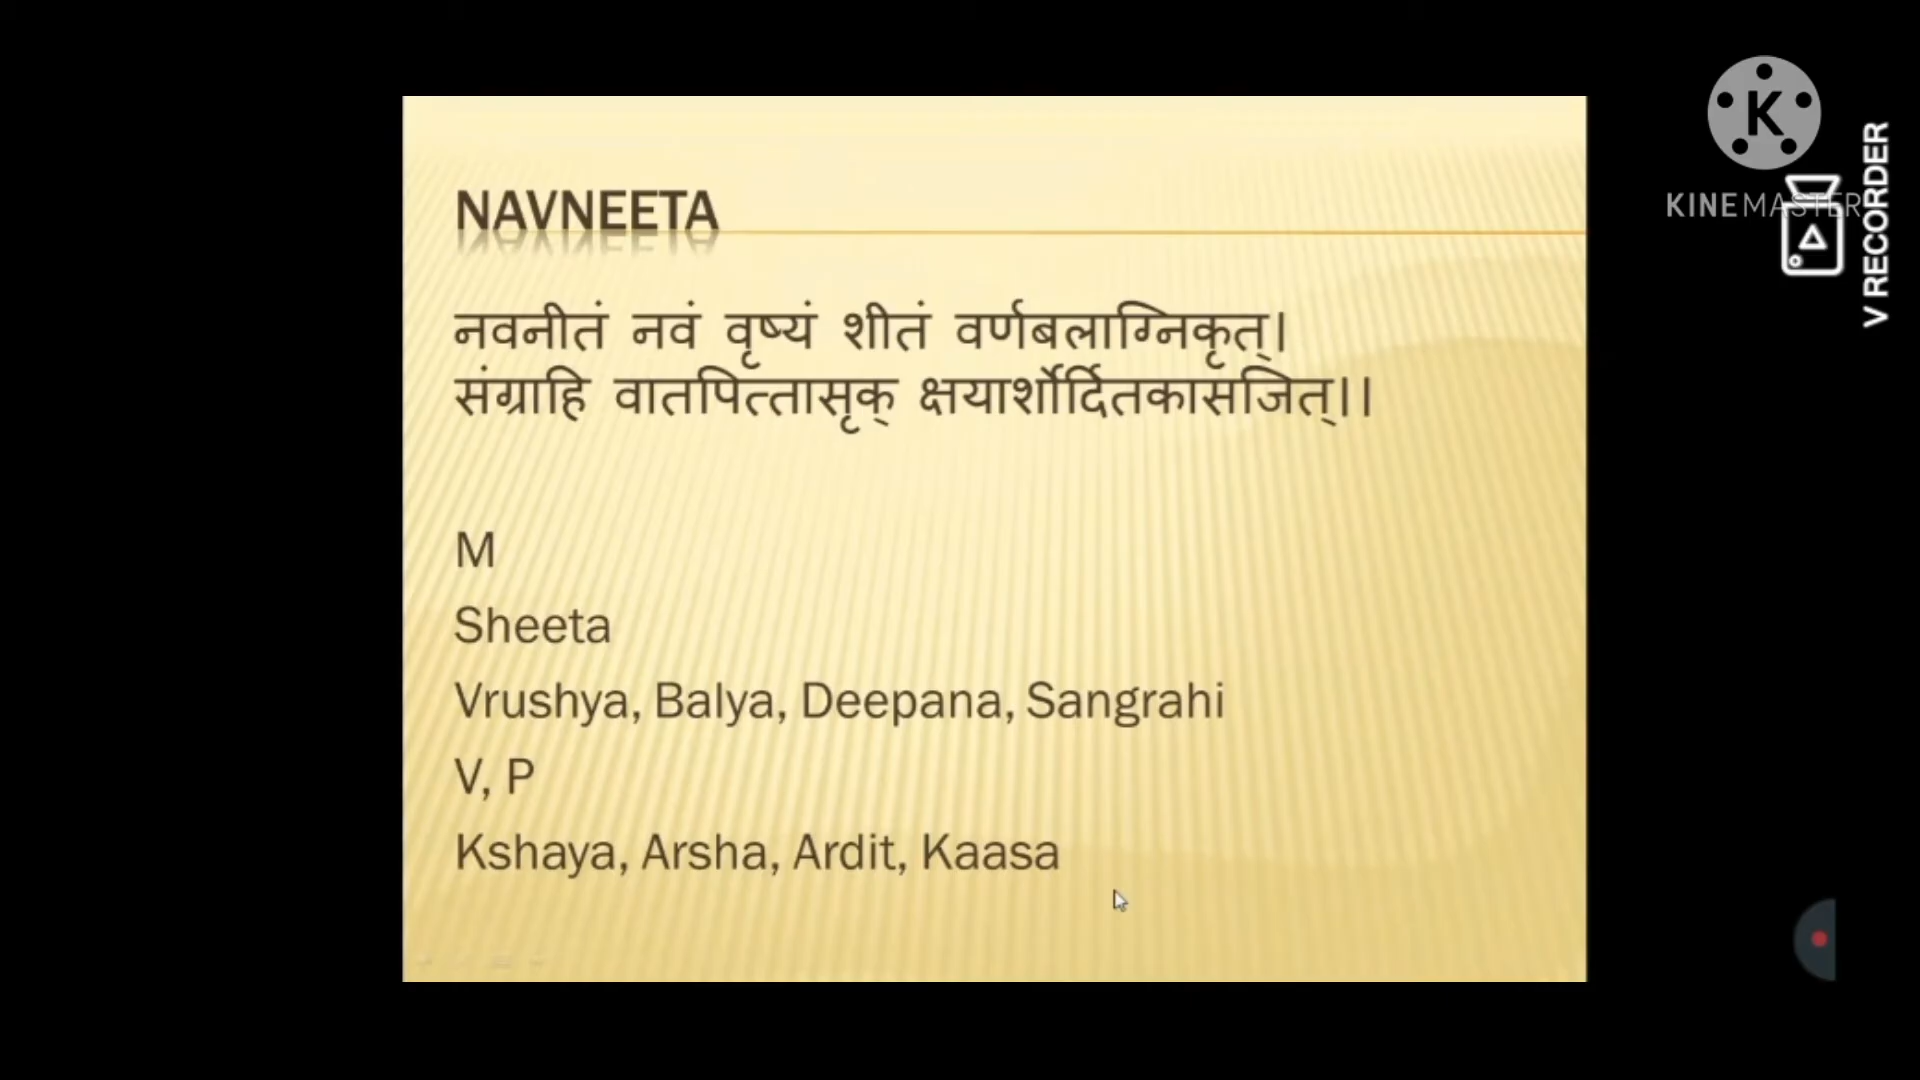 NAVNEETA
नवनीतं नवं वृष्यं शीतं वर्णबलाग्निकृत्।
संग्राहि वातपित्तासृक् क्षयार्शोर्दितकासजित्।।
M
Sheeta
Vrushya, Balya, Deepana, Sangrahi
V, P
Kshaya, Arsha, Ardit, Kaasa
K
KINEMASTER
V RECORDER